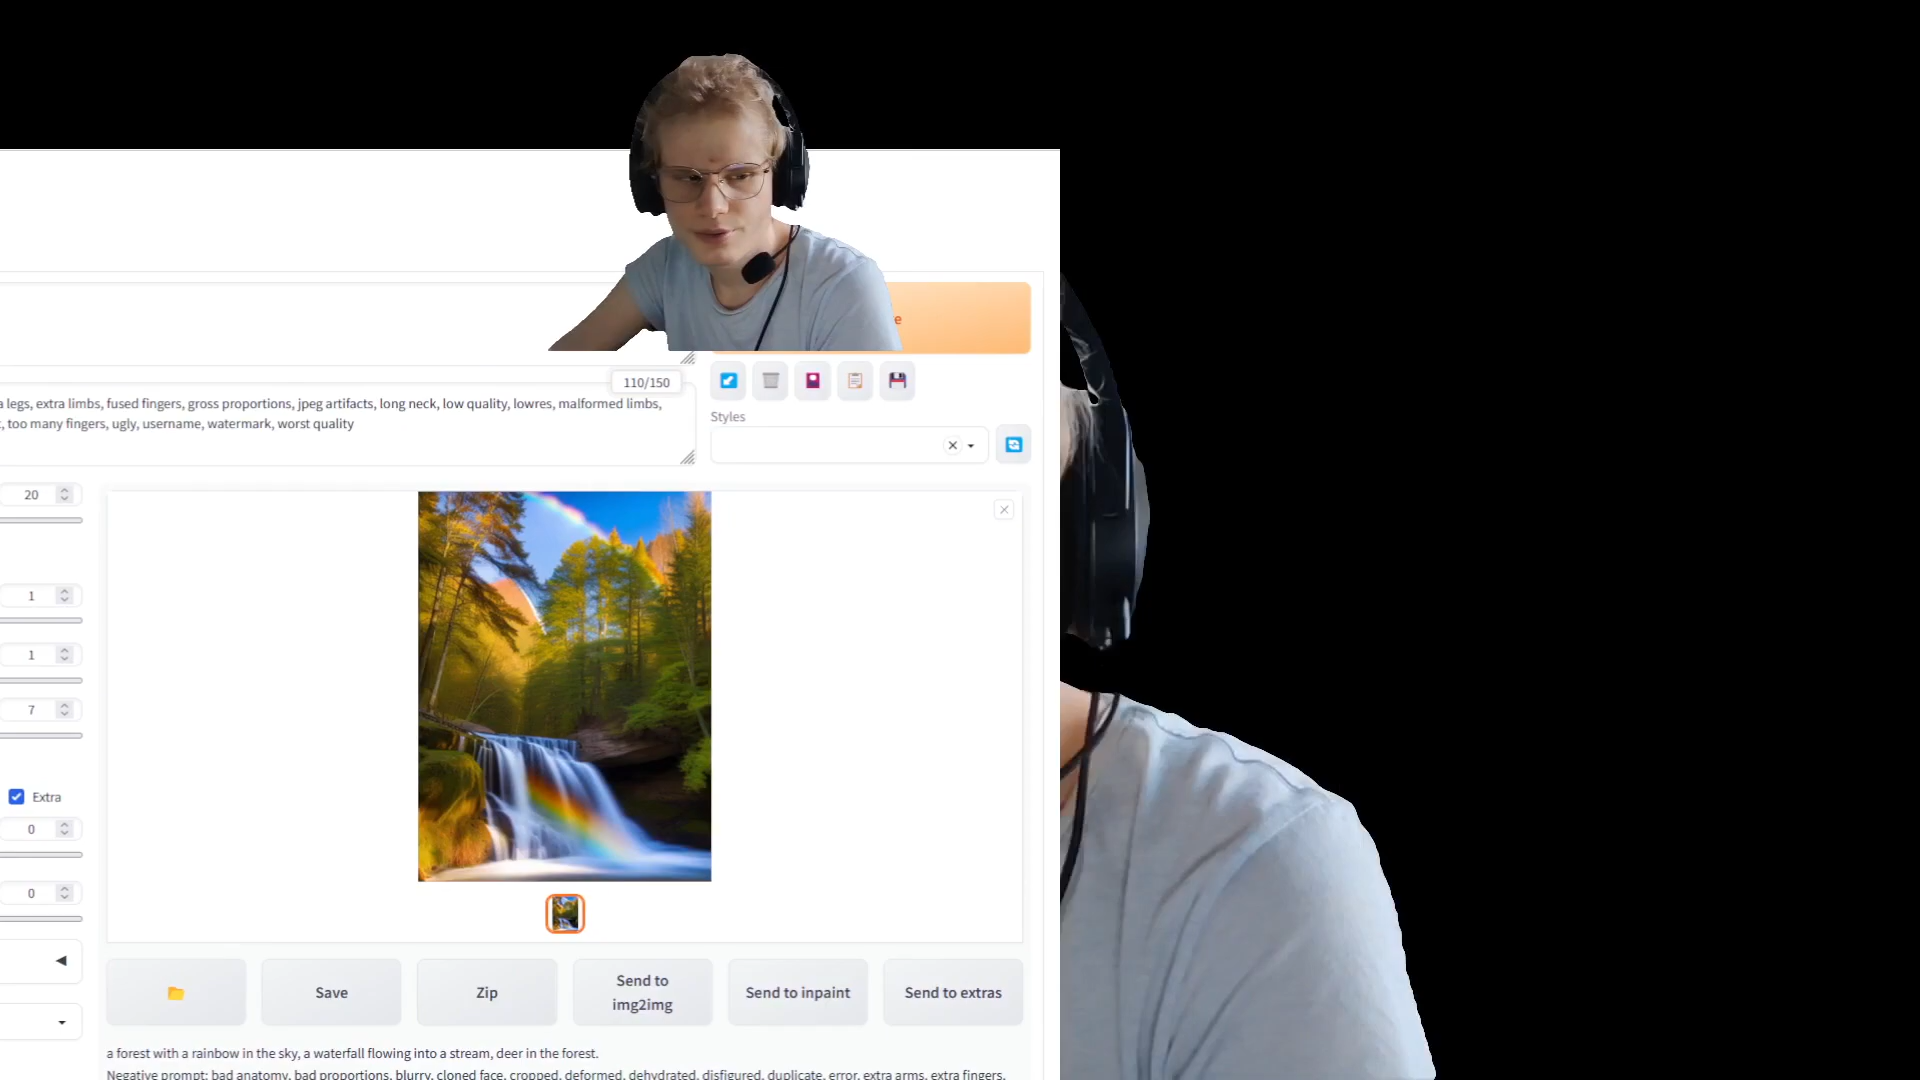 110/150
legs, extra limbs, fused fingers, gross proportions, jpeg artifacts, long neck, low quality, lowres, malformed limbs,
, too many fingers, ugly, username, watermark, worst quality
Styles
20
1
1
7
Extra
0
0
Save
Zip
Send to
img2img
Send to inpaint
Send to extras
a forest with a rainbow in the sky, a waterfall flowing into a stream, deer in the forest.
Negative prompt: bad anatomy, bad proportions, blurry, cloned face, cropped, deformed, dehydrated, disfigured, duplicate, error, extra arms, extra fingers,